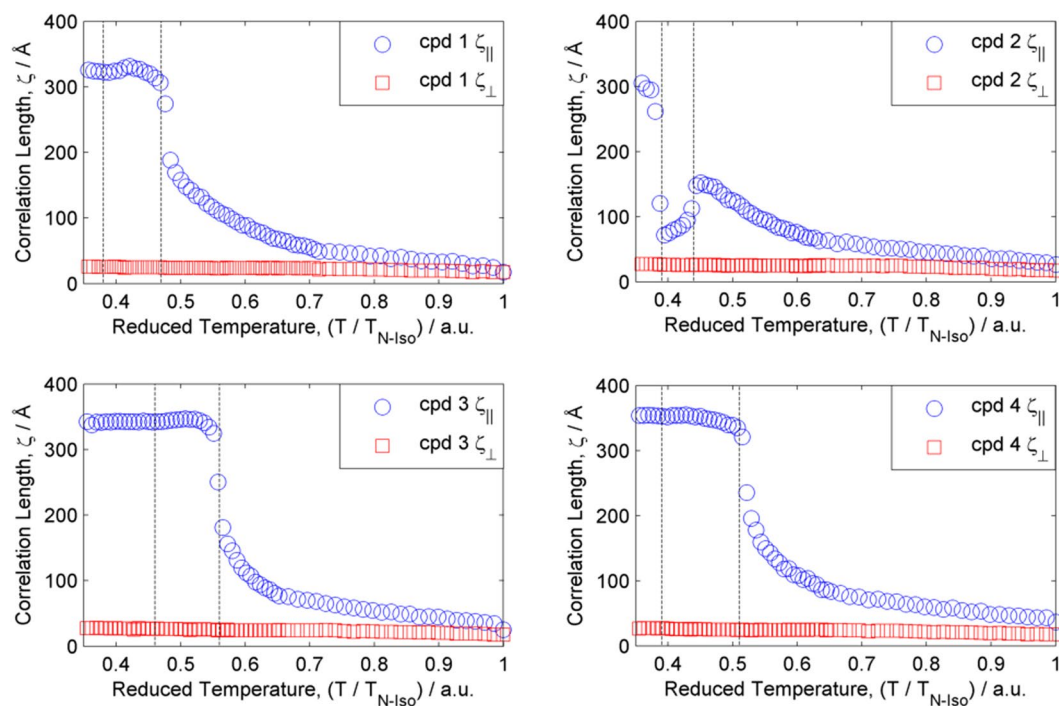 400
300
200
100
0
Correlation Length, ζ / Å
cpd 1 ζ||
cpd 1 ζ⊥
0.4 0.5 0.6 0.7 0.8 0.9 1
Reduced Temperature, (T / TN-Iso) / a.u.
400
300
200
100
0
Correlation Length, ζ / Å
cpd 2 ζ||
cpd 2 ζ⊥
0.4 0.5 0.6 0.7 0.8 0.9 1
Reduced Temperature, (T / TN-Iso) / a.u.
400
300
200
100
0
Correlation Length, ζ / Å
cpd 3 ζ||
cpd 3 ζ⊥
0.4 0.5 0.6 0.7 0.8 0.9 1
Reduced Temperature, (T / TN-Iso) / a.u.
400
300
200
100
0
Correlation Length, ζ / Å
cpd 4 ζ||
cpd 4 ζ⊥
0.4 0.5 0.6 0.7 0.8 0.9 1
Reduced Temperature, (T / TN-Iso) / a.u.